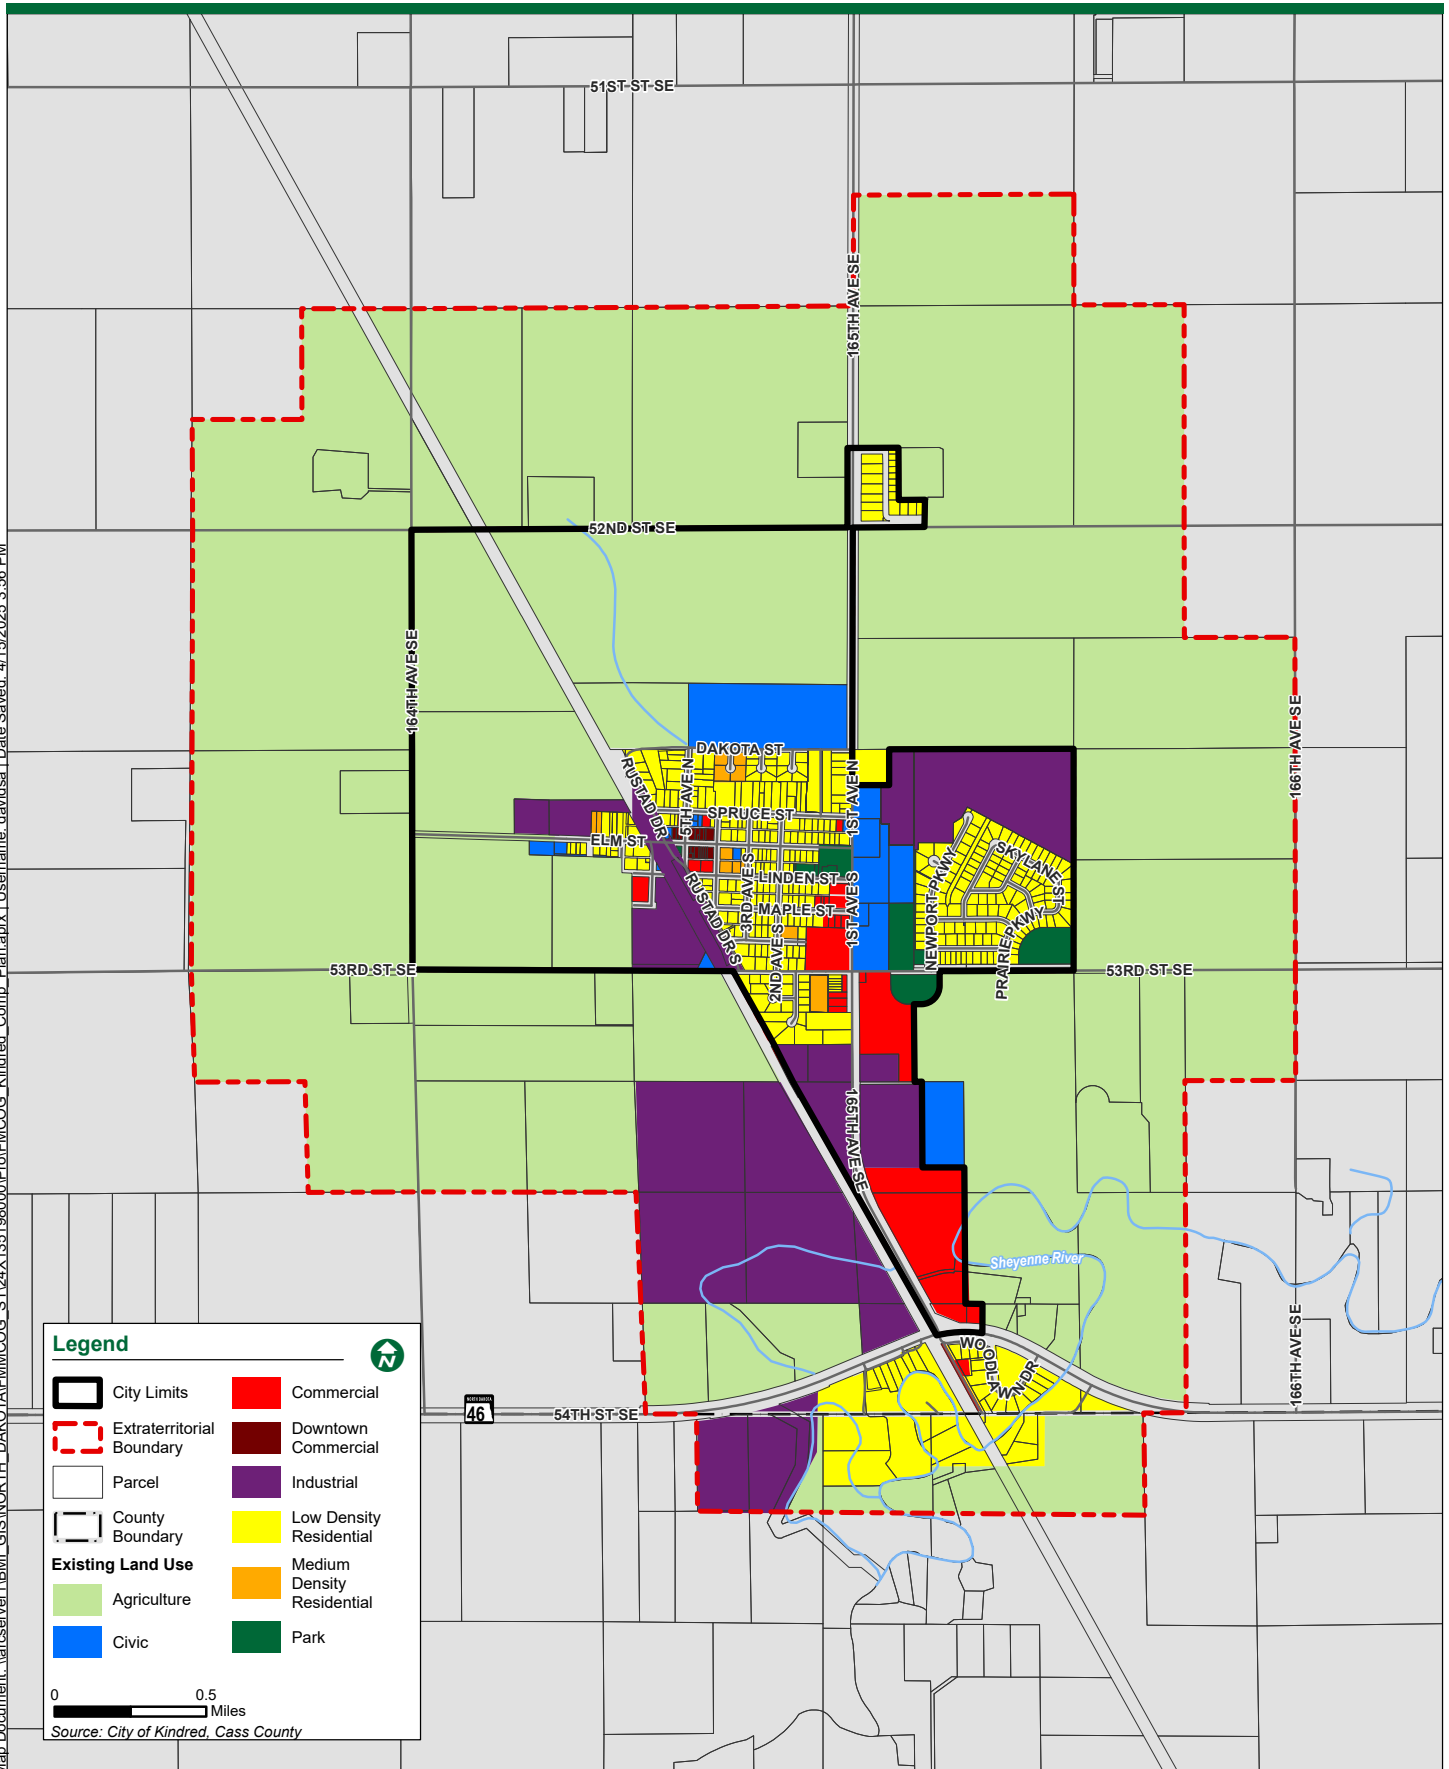 51ST ST SE
165TH AVE SE
52ND ST SE
164TH AVE SE
166TH AVE SE
DAKOTA ST
RUSTAD DR
5TH AVE N
1ST AVE N
SPRUCE ST
ELM ST
SKYLANE ST
NEWPORT PKWY
LINDEN ST
3RD AVE S
RUSTAD DR S
MAPLE ST
1ST AVE S
PRAIRIE PKWY
2ND AVE S
53RD ST SE
53RD ST SE
165TH AVE SE
Sheyenne River
166TH AVE SE
WOODLAWN DR
NORTH DAKOTA
46
54TH ST SE
Legend
N
City Limits
Extraterritorial
Boundary
Parcel
County
Boundary
Existing Land Use
Agriculture
Civic
Commercial
Downtown
Commercial
Industrial
Low Density
Residential
Medium
Density
Residential
Park
0 0.5
Miles
Source: City of Kindred, Cass County